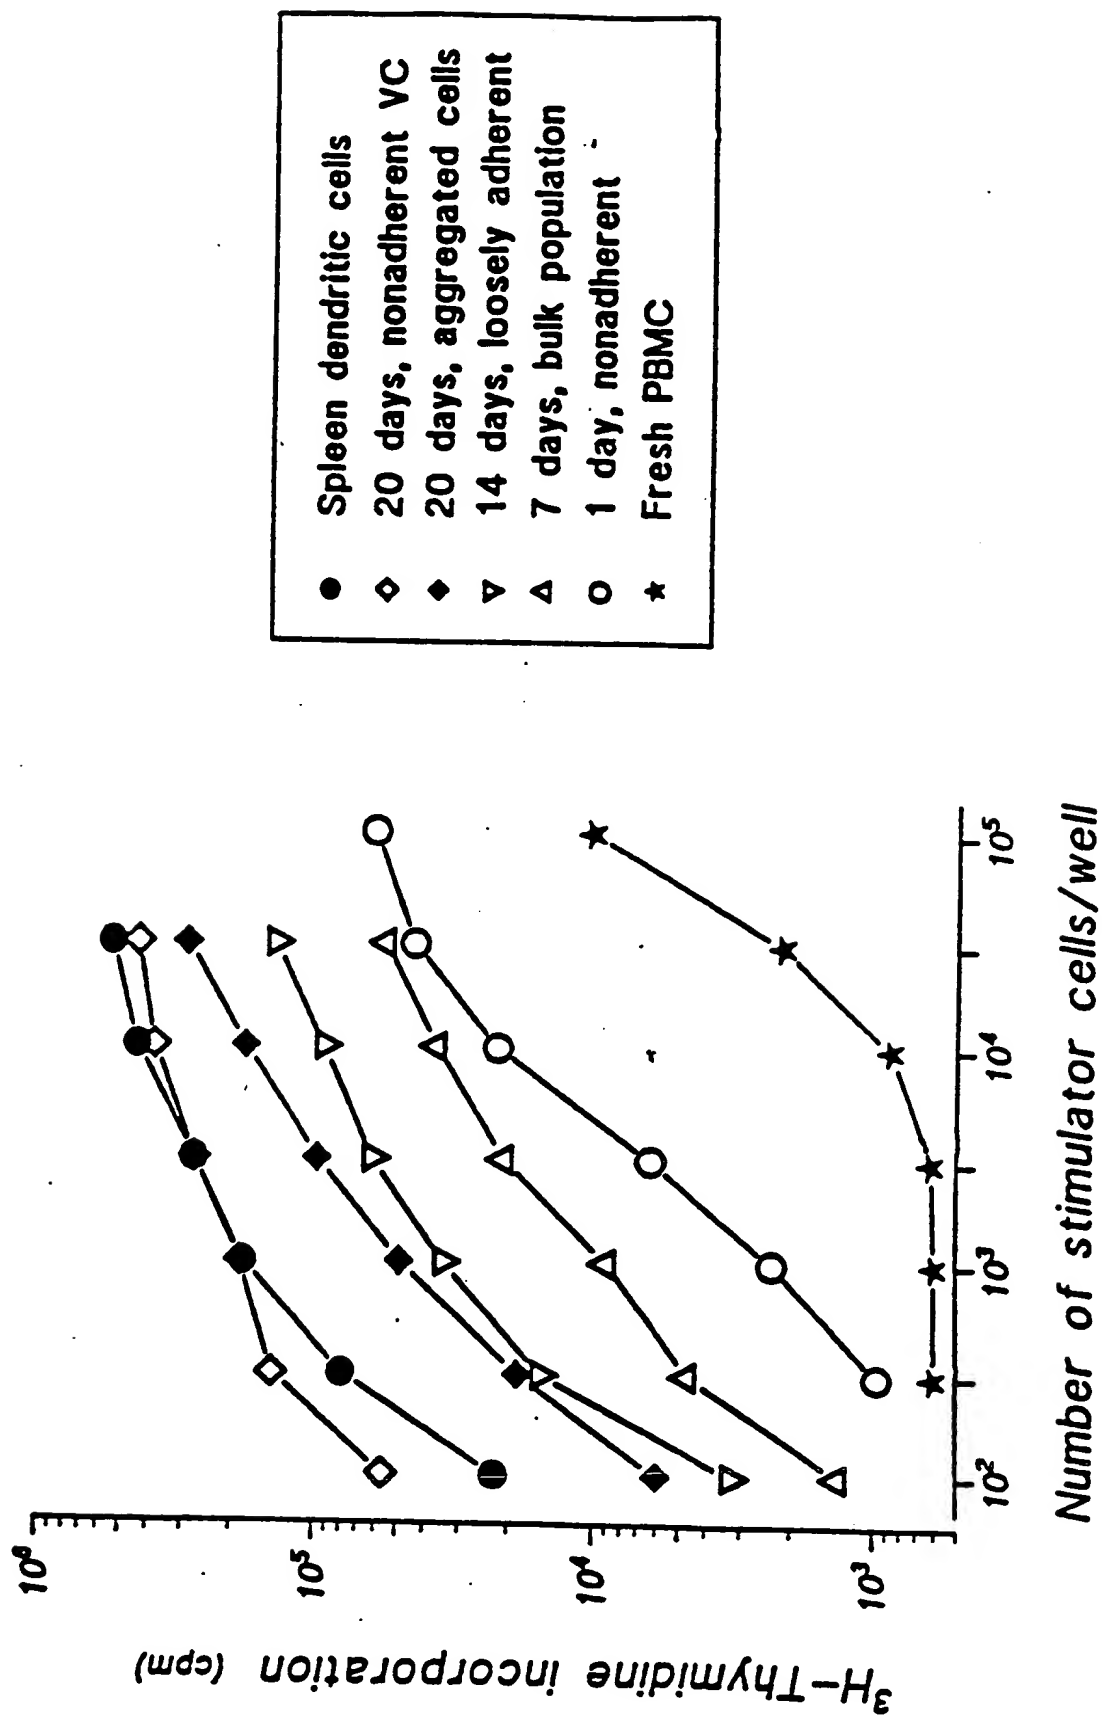 Spleen dendritic cells
20 days, nonadherent VC
20 days, aggregated cells
14 days, loosely adherent
7 days, bulk population
1 day, nonadherent
Fresh PBMC
³H-Thymidine incorporation (cpm)
10⁶
10⁵
10⁴
10³
10²
10³
10⁴
10⁵
Number of stimulator cells/well